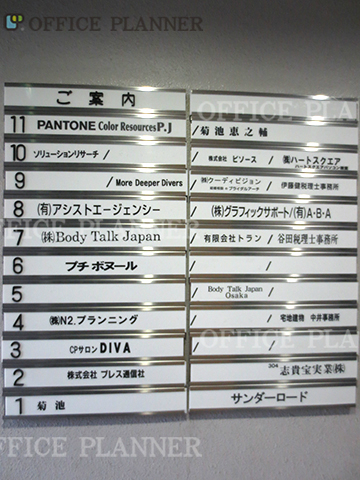 OFFICE PLANNER
ご案内
OFFICE PLANNER
11 PANTONE Color Resources P.J /菊池恵之輔
10 ソリューションリサーチ / 株式会社 ピソース / ㈱ハートスクエア
9 /More Deeper Divers ㈱ウーディビジョン / 伊藤健税理士事務所
OFFICE PLANNER
8 (有)アシストエージェンシー (株)グラフィックサポート/(有)A·B·A
7 (株)Body Talk Japan 有限会社トラン / 谷田税理士事務所
6 プチ ボヌール / /
5 Body Talk Japan Osaka /
4 ㈱N2.プランニング / / 宅地建物 中井事務所
OFFICE PLANNER
3 CPサロン DIVA / /
2 株式会社 プレス通信社 304 志貴宝実業(株)
1 菊池 サンダーロード
OFFICE PLANNER